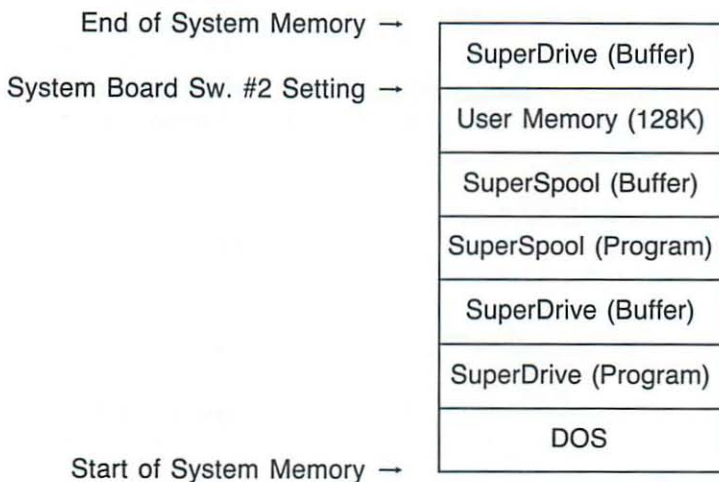 End of System Memory →
SuperDrive (Buffer)
System Board Sw. #2 Setting →
User Memory (128K)
SuperSpool (Buffer)
SuperSpool (Program)
SuperDrive (Buffer)
SuperDrive (Program)
DOS
Start of System Memory →